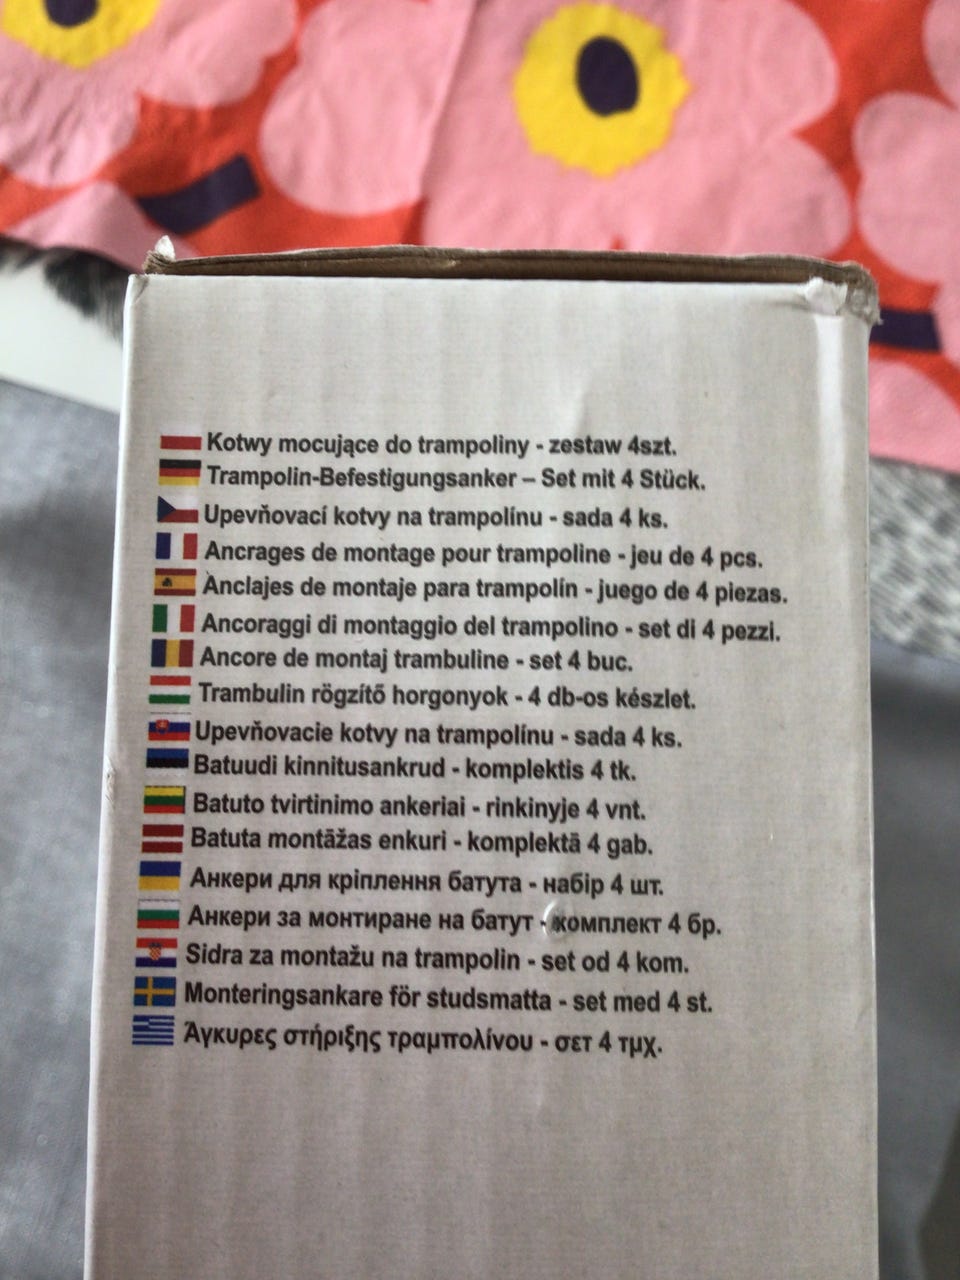 Kotwy mocujące do trampoliny - zestaw 4szt.
Trampolin-Befestigungsanker – Set mit 4 Stück.
Upevňovací kotvy na trampolínu - sada 4 ks.
Ancrages de montage pour trampoline - jeu de 4 pcs.
Anclajes de montaje para trampolín - juego de 4 piezas.
Ancoraggi di montaggio del trampolino - set di 4 pezzi.
Ancore de montaj trambuline - set 4 buc.
Trambulin rögzítő horgonyok - 4 db-os készlet.
Upevňovacie kotvy na trampolínu - sada 4 ks.
Batuudi kinnitusankrud - komplektis 4 tk.
Batuto tvirtinimo ankeriai - rinkinyje 4 vnt.
Batuta montāžas enkuri - komplektā 4 gab.
Анкери для кріплення батута - набір 4 шт.
Анкери за монтиране на батут - комплект 4 бр.
Sidra za montažu na trampolin - set od 4 kom.
Monteringsankare för studsmatta - set med 4 st.
Άγκυρες στήριξης τραμπολίνου - σετ 4 τμχ.